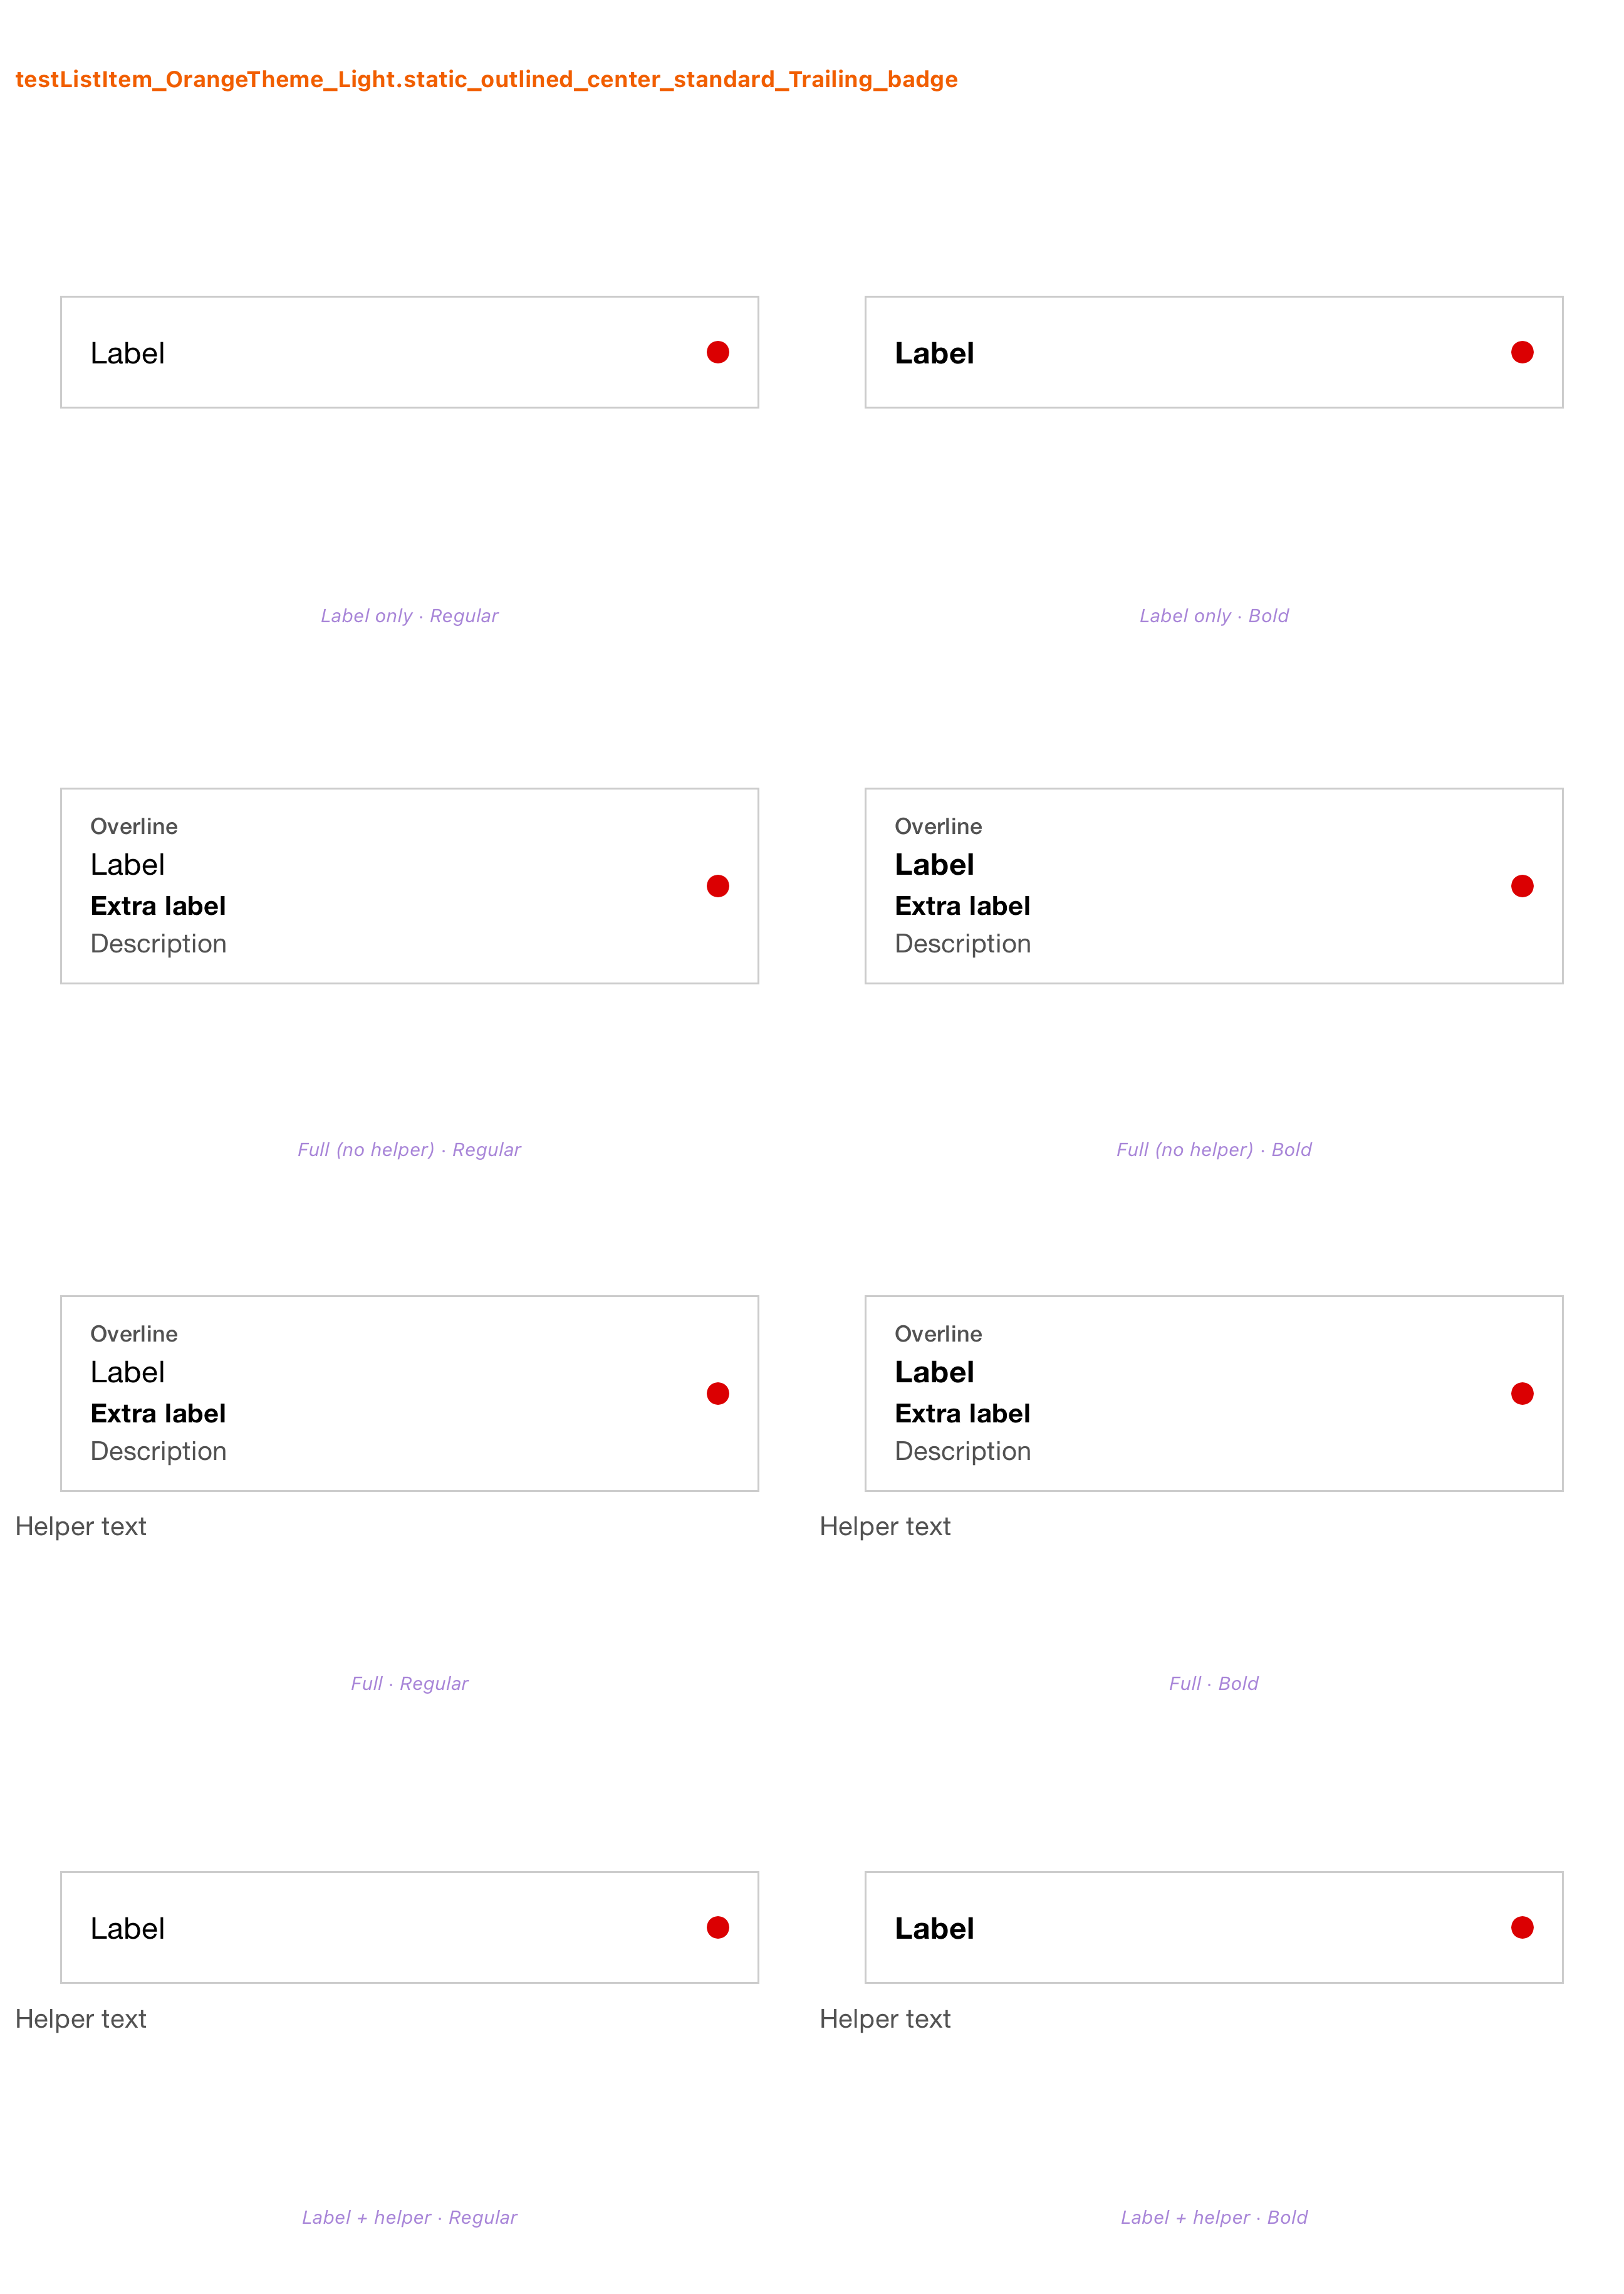 testListItem_OrangeTheme_Light.static_outlined_center_standard_Trailing_badge
Label
Label
Label only · Regular
Label only · Bold
Overline
Label
Extra label
Description
Overline
Label
Extra label
Description
Full (no helper) · Regular
Full (no helper) · Bold
Overline
Label
Extra label
Description
Helper text
Overline
Label
Extra label
Description
Helper text
Full · Regular
Full · Bold
Label
Helper text
Label
Helper text
Label + helper · Regular
Label + helper · Bold